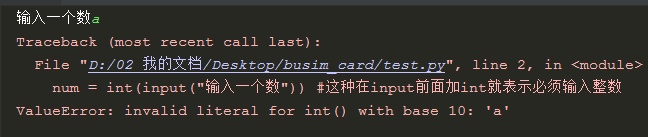 输入一个数a
Traceback (most recent call last):
  File "D:/02 我的文档/Desktop/busim_card/test.py", line 2, in <module>
    num = int(input("输入一个数")) #这种在input前面加int就表示必须输入整数
ValueError: invalid literal for int() with base 10: 'a'